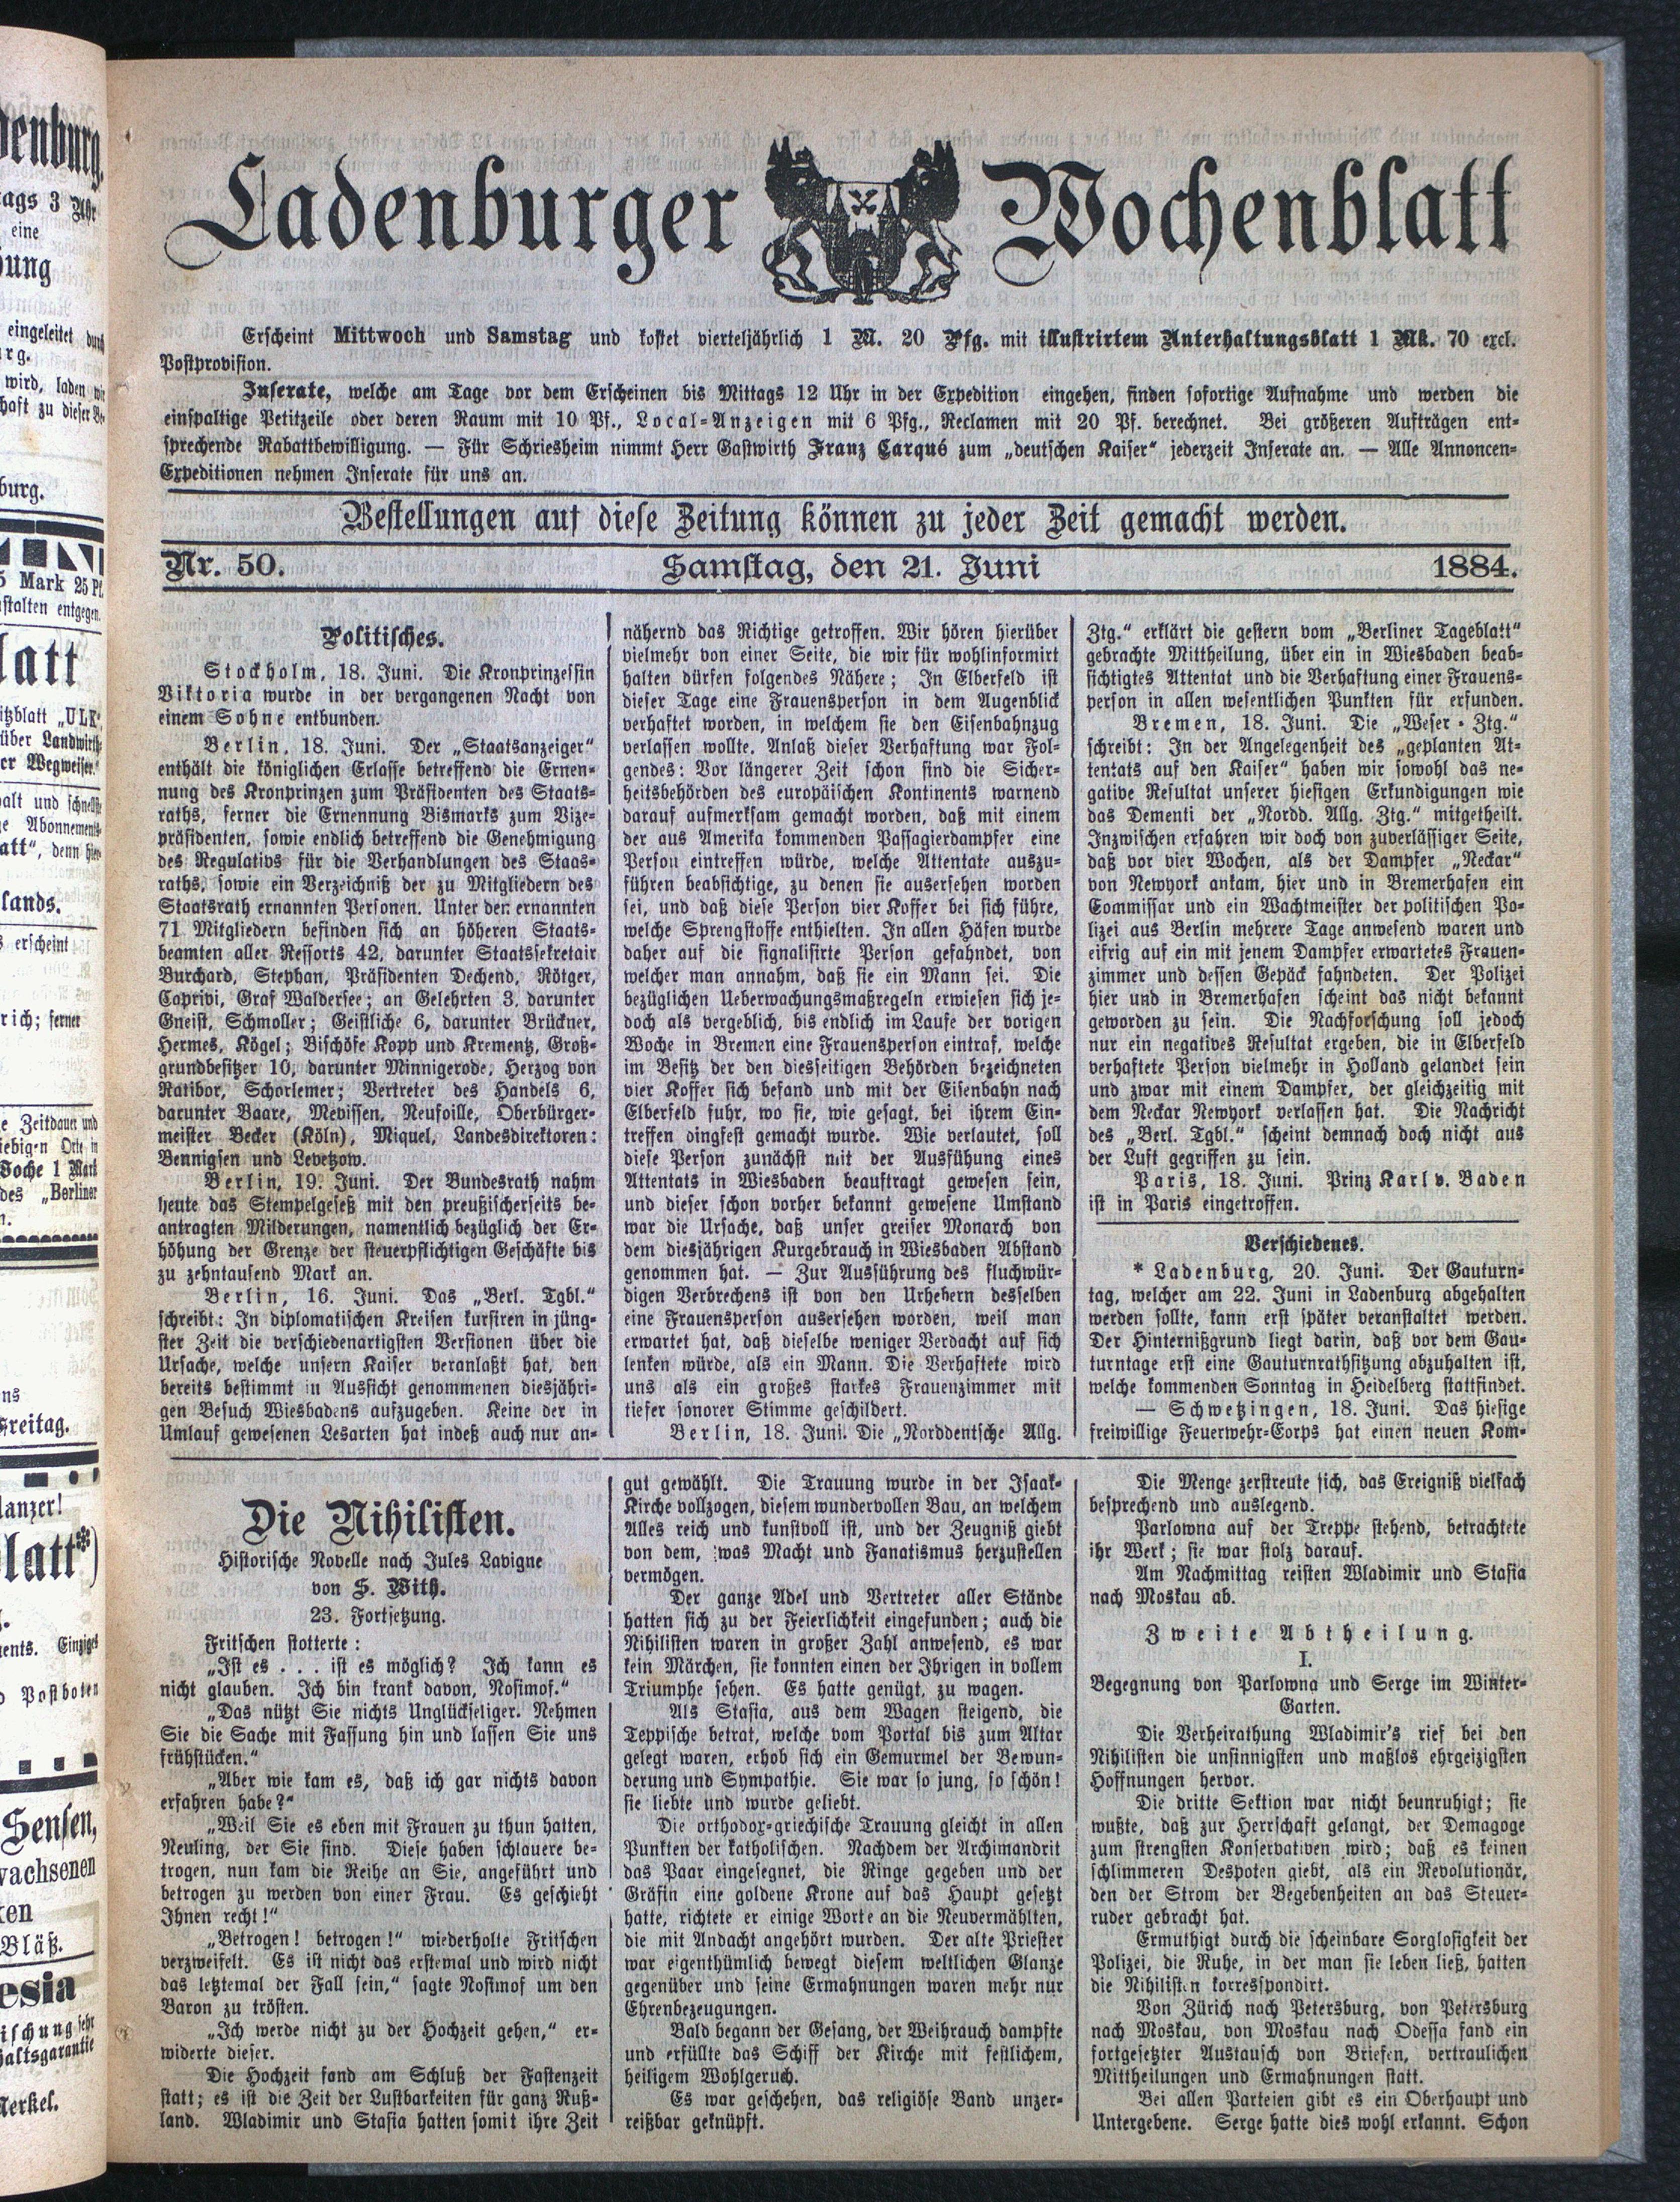 Ladenburger Wochenblatt
Erscheint Mittwoch und Samstag und kostet vierteljährlich 1 M. 20 Pfg. mit illustrirtem Unterhaltungsblatt 1 Mk. 70 excl.
Postprovision.
Inserate, welche am Tage vor dem Erscheinen bis Mittags 12 Uhr in der Expedition eingehen, finden sofortige Aufnahme und werden die
einspaltige Petitzeile oder deren Raum mit 10 Pf., Local-Anzeigen mit 6 Pfg., Reclamen mit 20 Pf. berechnet. Bei größeren Aufträgen ent-
sprechende Rabattbewilligung. — Für Schriesheim nimmt Herr Gastwirth Franz Carqué zum „deutschen Kaiser“ jederzeit Inserate an. — Alle Annoncen-
Expeditionen nehmen Inserate für uns an.
Bestellungen auf diese Zeitung können zu jeder Zeit gemacht werden.
Nr. 50. Samstag, den 21. Juni 1884.
Politisches.
Stockholm, 18. Juni. Die Kronprinzessin
Viktoria wurde in der vergangenen Nacht von
einem Sohne entbunden.
Berlin, 18. Juni. Der „Staatsanzeiger“
enthält die königlichen Erlasse betreffend die Ernen-
nung des Kronprinzen zum Präsidenten des Staats-
raths, ferner die Ernennung Bismarks zum Vize-
präsidenten, sowie endlich betreffend die Genehmigung
des Regulativs für die Verhandlungen des Staas-
raths, sowie ein Verzeichniß der zu Mitgliedern des
Staatsrath ernannten Personen. Unter den ernannten
71 Mitgliedern befinden sich an höheren Staats-
beamten aller Ressorts 42, darunter Staatssekretair
Burchard, Stephan, Präsidenten Dechend, Rötger,
Caprivi, Graf Waldersee; an Gelehrten 3, darunter
Gneist, Schmoller; Geistliche 6, darunter Brückner,
Hermes, Kögel; Bischöfe Kopp und Krementz, Groß-
grundbesitzer 10, darunter Minnigerode, Herzog von
Ratibor, Schorlemer; Vertreter des Handels 6,
darunter Baare, Mevissen, Neufoille, Oberbürger-
meister Becker (Köln), Miquel, Landesdirektoren:
Bennigsen und Levetzow.
Berlin, 19. Juni. Der Bundesrath nahm
heute das Stempelgesetz mit den preußischerseits be-
antragten Milderungen, namentlich bezüglich der Er-
höhung der Grenze der steuerpflichtigen Geschäfte bis
zu zehntausend Mark an.
Berlin, 16. Juni. Das „Berl. Tgbl.“
schreibt: In diplomatischen Kreisen kursiren in jüng-
ster Zeit die verschiedenartigsten Versionen über die
Ursache, welche unsern Kaiser veranlaßt hat, den
bereits bestimmt in Aussicht genommenen diesjähri-
gen Besuch Wiesbadens aufzugeben. Keine der in
Umlauf gewesenen Lesarten hat indeß auch nur an-
nähernd das Richtige getroffen. Wir hören hierüber
vielmehr von einer Seite, die wir für wohlinformirt
halten dürfen folgendes Nähere; In Elberfeld ist
dieser Tage eine Frauensperson in dem Augenblick
verhaftet worden, in welchem sie den Eisenbahnzug
verlassen wollte. Anlaß dieser Verhaftung war Fol-
gendes: Vor längerer Zeit schon sind die Sicher-
heitsbehörden des europäischen Kontinents warnend
darauf aufmerksam gemacht worden, daß mit einem
der aus Amerika kommenden Passagierdampfer eine
Person eintreffen würde, welche Attentate auszu-
führen beabsichtige, zu denen sie ausersehen worden
sei, und daß diese Person vier Koffer bei sich führe,
welche Sprengstoffe enthielten. In allen Häfen wurde
daher auf die signalisirte Person gefahndet, von
welcher man annahm, daß sie ein Mann sei. Die
bezüglichen Ueberwachungsmaßregeln erwiesen sich je-
doch als vergeblich, bis endlich im Laufe der vorigen
Woche in Bremen eine Frauensperson eintraf, welche
im Besitz der den diesseitigen Behörden bezeichneten
vier Koffer sich befand und mit der Eisenbahn nach
Elberfeld fuhr, wo sie, wie gesagt, bei ihrem Ein-
treffen dingfest gemacht wurde. Wie verlautet, soll
diese Person zunächst mit der Ausführung eines
Attentats in Wiesbaden beauftragt gewesen sein,
und dieser schon vorher bekannt gewesene Umstand
war die Ursache, daß unser greiser Monarch von
dem diesjährigen Kurgebrauch in Wiesbaden Abstand
genommen hat. — Zur Ausführung des fluchwür-
digen Verbrechens ist von den Urhebern desselben
eine Frauensperson ausersehen worden, weil man
erwartet hat, daß dieselbe weniger Verdacht auf sich
lenken würde, als ein Mann. Die Verhaftete wird
uns als ein großes starkes Frauenzimmer mit
tiefer sonorer Stimme geschildert.
Berlin, 18. Juni. Die „Norddentsche Allg.
Ztg.“ erklärt die gestern vom „Berliner Tageblatt“
gebrachte Mittheilung, über ein in Wiesbaden beab-
sichtigtes Attentat und die Verhaftung einer Frauens-
person in allen wesentlichen Punkten für erfunden.
Bremen, 18. Juni. Die „Weser-Ztg.“
schreibt: In der Angelegenheit des „geplanten At-
tentats auf den Kaiser“ haben wir sowohl das ne-
gative Resultat unserer hiesigen Erkundigungen wie
das Dementi der „Nordd. Allg. Ztg.“ mitgetheilt.
Inzwischen erfahren wir doch von zuverlässiger Seite,
daß vor vier Wochen, als der Dampfer „Neckar“
von Newyork ankam, hier und in Bremerhafen ein
Commissar und ein Wachtmeister der politischen Po-
lizei aus Berlin mehrere Tage anwesend waren und
eifrig auf ein mit jenem Dampfer erwartetes Frauen-
zimmer und dessen Gepäck fahndeten. Der Polizei
hier und in Bremerhafen scheint das nicht bekannt
geworden zu sein. Die Nachforschung soll jedoch
nur ein negatives Resultat ergeben, die in Elberfeld
verhaftete Person vielmehr in Holland gelandet sein
und zwar mit einem Dampfer, der gleichzeitig mit
dem Neckar Newyork verlassen hat. Die Nachricht
des „Berl. Tgbl.“ scheint demnach doch nicht aus
der Luft gegriffen zu sein.
Paris, 18. Juni. Prinz Karl v. Baden
ist in Paris eingetroffen.
Verschiedenes.
* Ladenburg, 20. Juni. Der Gauturn-
tag, welcher am 22. Juni in Ladenburg abgehalten
werden sollte, kann erst später veranstaltet werden.
Der Hinternißgrund liegt darin, daß vor dem Gau-
turntage erst eine Gauturnrathsitzung abzuhalten ist,
welche kommenden Sonntag in Heidelberg stattfindet.
— Schwetzingen, 18. Juni. Das hiesige
freiwillige Feuerwehr-Corps hat einen neuen Kom-
Die Nihilisten.
Historische Novelle nach Jules Lavigne
von S. With.
23. Fortsetzung.
Fritschen stotterte:
„Ist es . . . ist es möglich? Ich kann es
nicht glauben. Ich bin krank davon, Nosimof.“
„Das nützt Sie nichts Unglückseliger. Nehmen
Sie die Sache mit Fassung hin und lassen Sie uns
frühstücken.“
„Aber wie kam es, daß ich gar nichts davon
erfahren habe?“
„Weil Sie es eben mit Frauen zu thun hatten,
Neuling, der Sie sind. Diese haben schlauere be-
trogen, nun kam die Reihe an Sie, angeführt und
betrogen zu werden von einer Frau. Es geschieht
Ihnen recht!“
„Betrogen! betrogen!“ wiederholte Fritschen
verzweifelt. Es ist nicht das erstemal und wird nicht
das letztemal der Fall sein,“ sagte Nostmof um den
Baron zu trösten.
„Ich werde nicht zu der Hochzeit gehen,“ er-
widerte dieser.
Die Hochzeit fand am Schluß der Fastenzeit
statt; es ist die Zeit der Lustbarkeiten für ganz Ruß-
land. Wladimir und Stasia hatten somit ihre Zeit
gut gewählt. Die Trauung wurde in der Isaak-
Kirche vollzogen, diesem wundervollen Bau, an welchem
Alles reich und kunstvoll ist, und der Zeugniß giebt
von dem, was Macht und Fanatismus herzustellen
vermögen.
Der ganze Adel und Vertreter aller Stände
hatten sich zu der Feierlichkeit eingefunden; auch die
Nihilisten waren in großer Zahl anwesend, es war
kein Märchen, sie konnten einen der Ihrigen in vollem
Triumphe sehen. Es hatte genügt, zu wagen.
Als Stasia, aus dem Wagen steigend, die
Teppische betrat, welche vom Portal bis zum Altar
gelegt waren, erhob sich ein Gemurmel der Bewun-
derung und Sympathie. Sie war so jung, so schön!
sie liebte und wurde geliebt.
Die orthodox-griechische Trauung gleicht in allen
Punkten der katholischen. Nachdem der Archimandrit
das Paar eingesegnet, die Ringe gegeben und der
Gräfin eine goldene Krone auf das Haupt gesetzt
hatte, richtete er einige Worte an die Neuvermählten,
die mit Andacht angehört wurden. Der alte Priester
war eigenthümlich bewegt diesem weltlichen Glanze
gegenüber und seine Ermahnungen waren mehr nur
Ehrenbezeugungen.
Bald begann der Gesang, der Weihrauch dampfte
und erfüllte das Schiff der Kirche mit festlichem,
heiligem Wohlgeruch.
Es war geschehen, das religiöse Band unzer-
reißbar geknüpft.
Die Menge zerstreute sich, das Ereigniß vielfach
besprechend und auslegend.
Parlowna auf der Treppe stehend, betrachtete
ihr Werk; sie war stolz darauf.
Am Nachmittag reisten Wladimir und Stasia
nach Moskau ab.
Zweite Abtheilung.
I.
Begegnung von Parlowna und Serge im Winter-
Garten.
Die Verheirathung Wladimir's rief bei den
Nihilisten die unsinnigsten und maßlos ehrgeizigsten
Hoffnungen hervor.
Die dritte Sektion war nicht beunruhigt; sie
wußte, daß zur Herrschaft gelangt, der Demagoge
zum strengsten Konservativen wird; daß es keinen
schlimmeren Despoten giebt, als ein Revolutionär,
den der Strom der Begebenheiten an das Steuer-
ruder gebracht hat.
Ermuthigt durch die scheinbare Sorglosigkeit der
Polizei, die Ruhe, in der man sie leben ließ, hatten
die Nihilisten korrespondirt.
Von Zürich nach Petersburg, von Petersburg
nach Moskau, von Moskau nach Odessa fand ein
fortgesetzter Austausch von Briefen, vertraulichen
Mittheilungen und Ermahnungen statt.
Bei allen Parteien gibt es ein Oberhaupt und
Untergebene. Serge hatte dies wohl erkannt. Schon